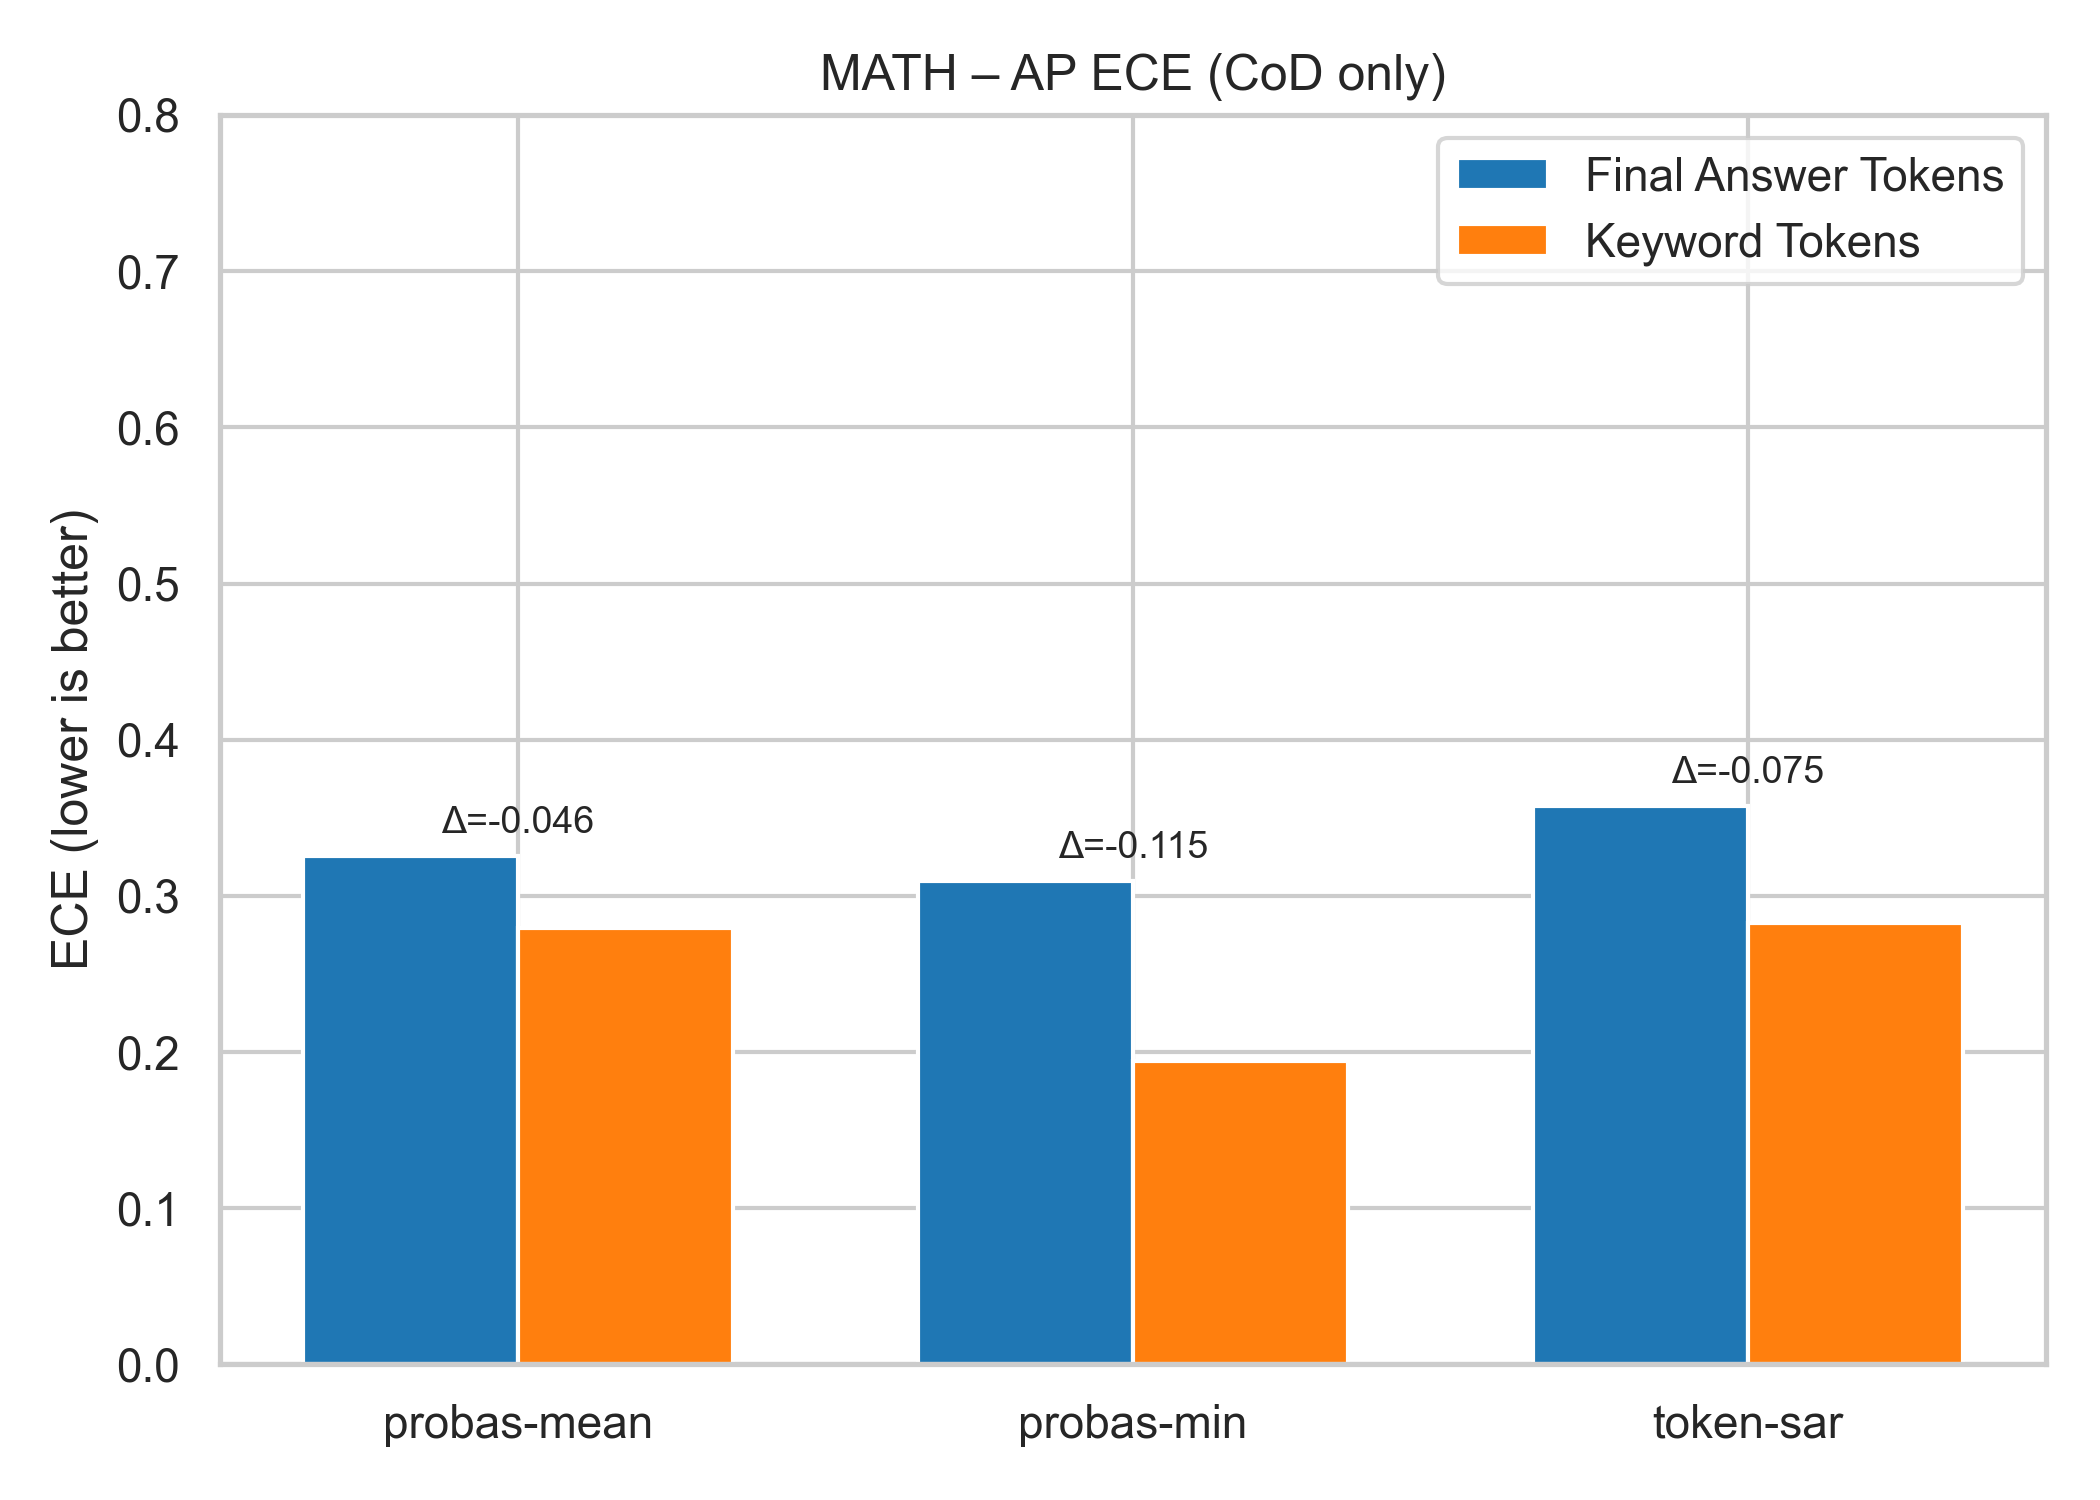 MATH – AP ECE (CoD only)
Final Answer Tokens
Keyword Tokens
ECE (lower is better)
0.8
0.7
0.6
0.5
0.4
0.3
0.2
0.1
0.0
Δ=-0.046
Δ=-0.115
Δ=-0.075
probas-mean
probas-min
token-sar